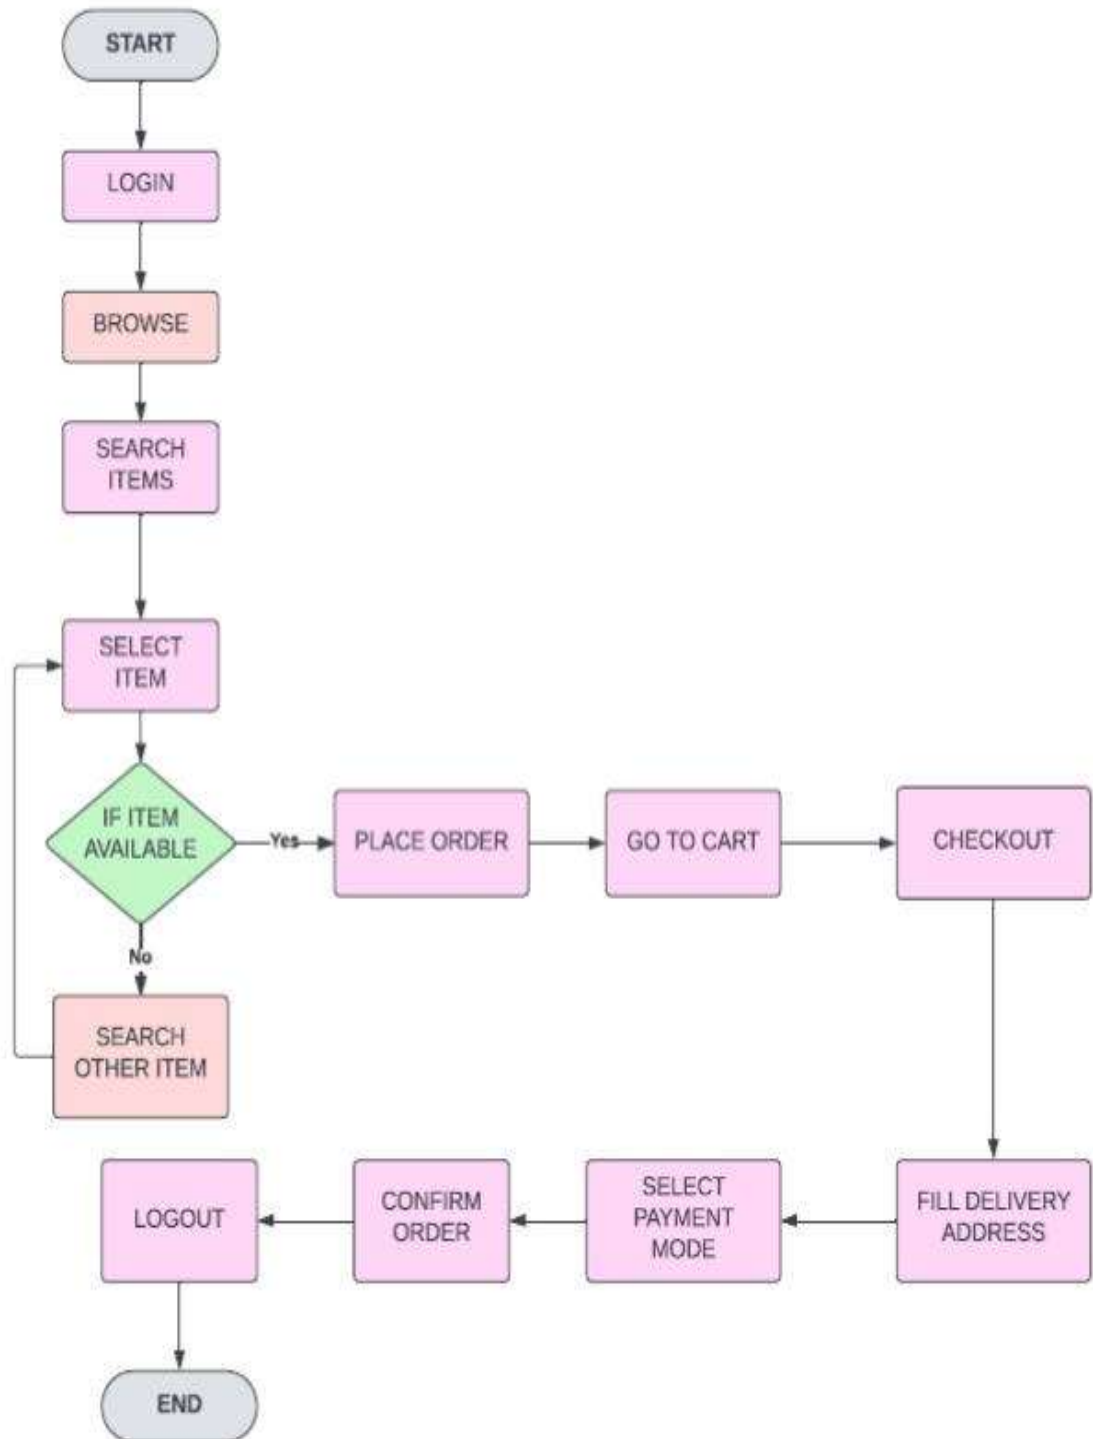 START
LOGIN
BROWSE
SEARCH
ITEMS
SELECT
ITEM
IF ITEM
AVAILABLE
Yes
PLACE ORDER
GO TO CART
CHECKOUT
No
SEARCH
OTHER ITEM
FILL DELIVERY
ADDRESS
SELECT
PAYMENT
MODE
CONFIRM
ORDER
LOGOUT
END